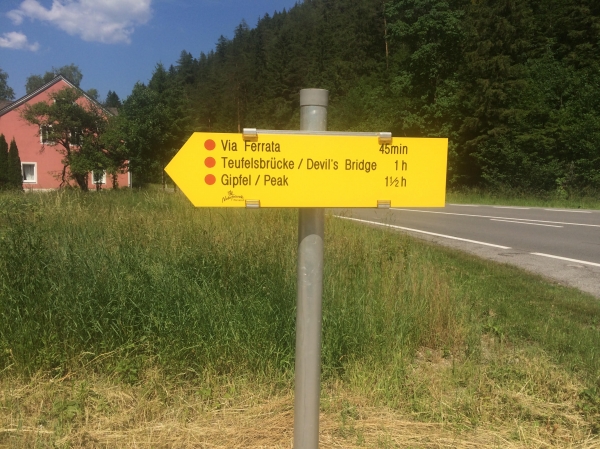 Via Ferrata 45min
Teufelsbrücke / Devil's Bridge 1 h
Gipfel / Peak 1½ h